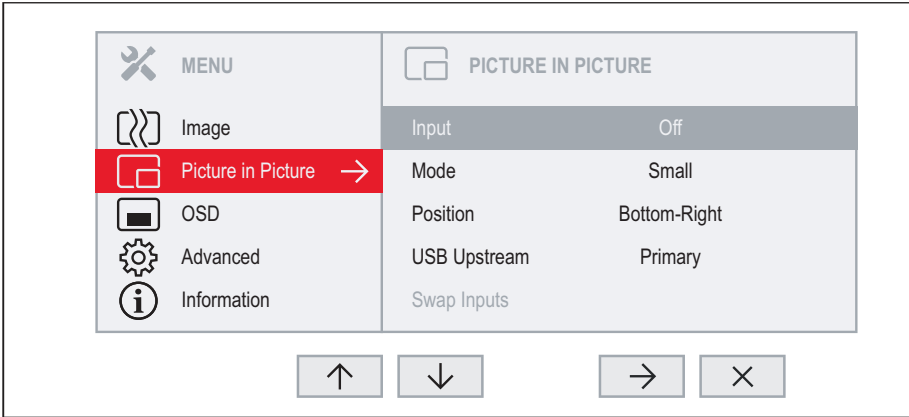 MENU
PICTURE IN PICTURE
Image
Picture in Picture
OSD
Advanced
Information
Input Off
Mode Small
Position Bottom-Right
USB Upstream Primary
Swap Inputs